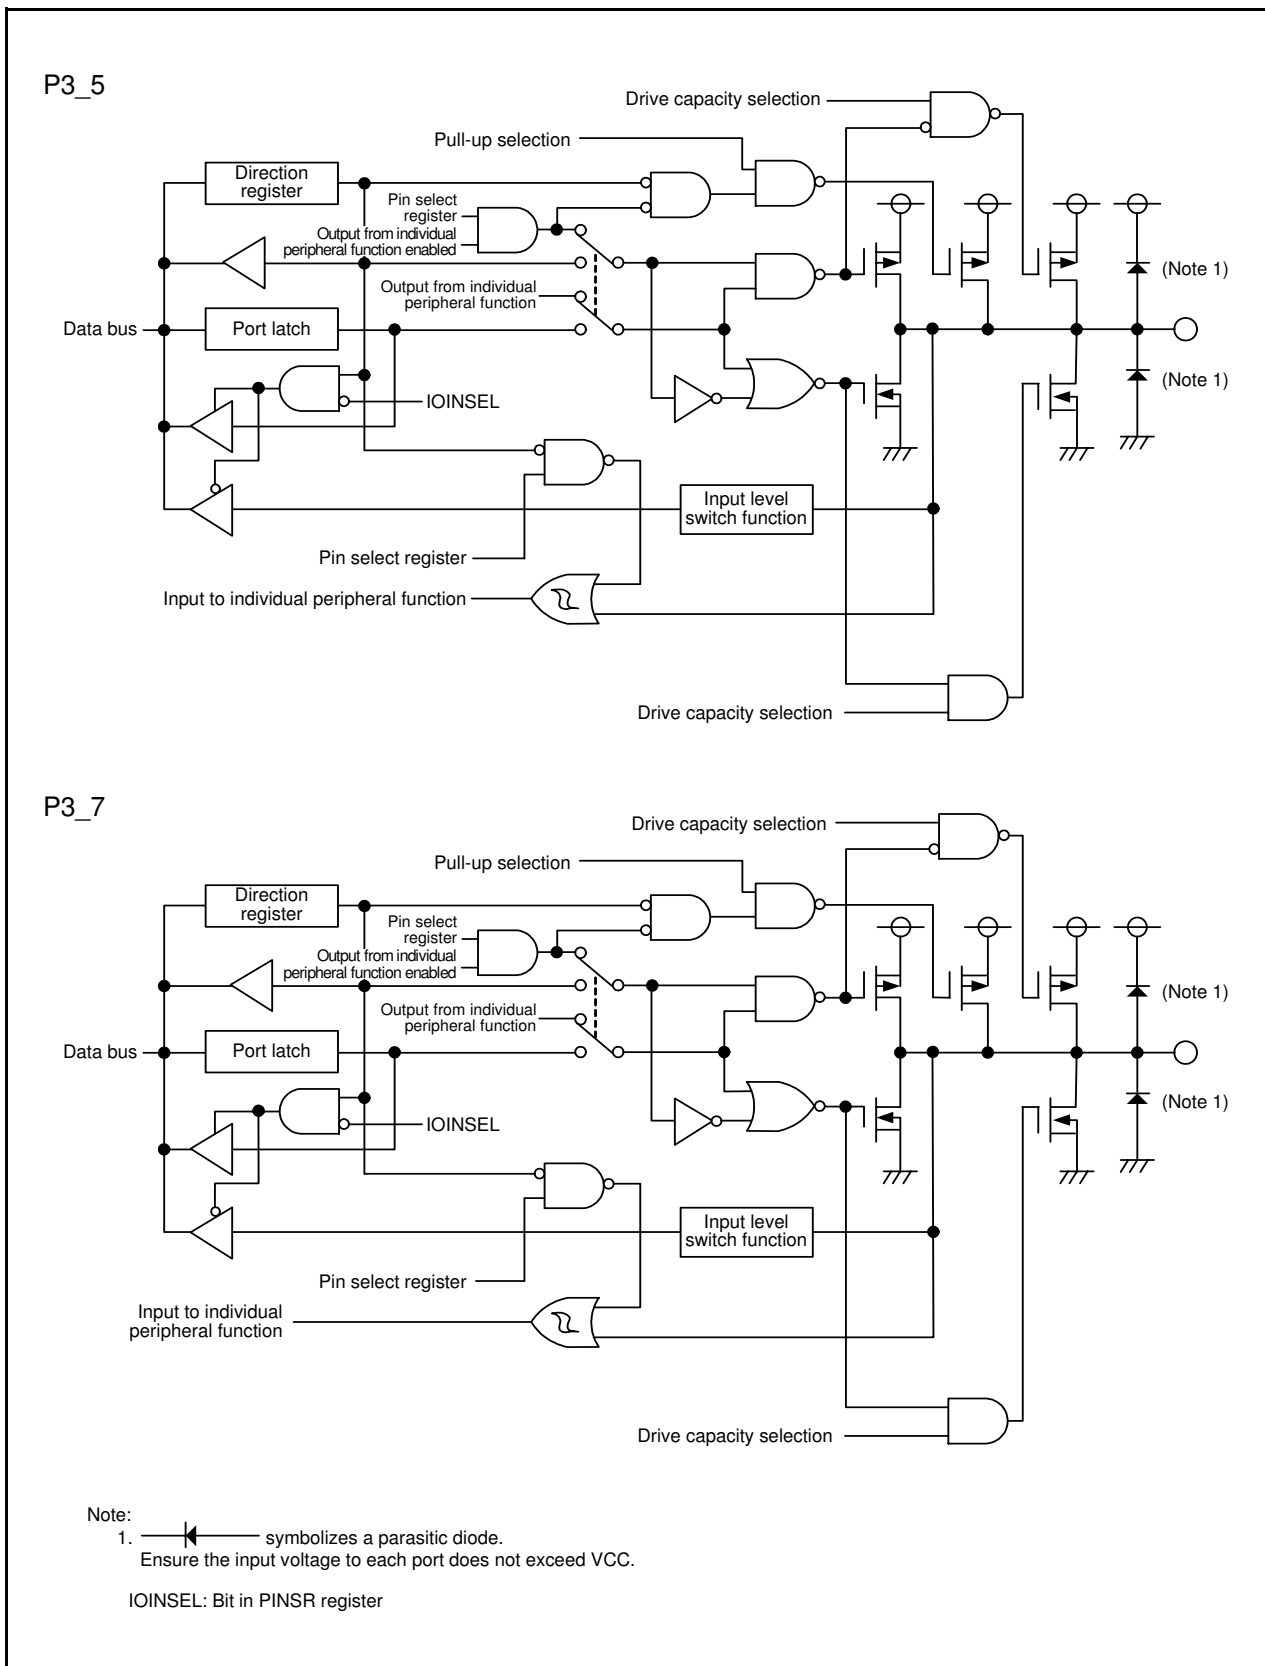 P3_5
Drive capacity selection
Pull-up selection
Direction
register
Pin select
register
Output from individual
peripheral function enabled
(Note 1)
Output from individual
peripheral function
Data bus
Port latch
(Note 1)
IOINSEL
Input level
switch function
Pin select register
Input to individual peripheral function
Drive capacity selection
P3_7
Drive capacity selection
Pull-up selection
Direction
register
Pin select
register
Output from individual
peripheral function enabled
(Note 1)
Output from individual
peripheral function
Data bus
Port latch
(Note 1)
IOINSEL
Input level
switch function
Pin select register
Input to individual
peripheral function
Drive capacity selection
Note:
1. symbolizes a parasitic diode.
Ensure the input voltage to each port does not exceed VCC.
IOINSEL: Bit in PINSR register